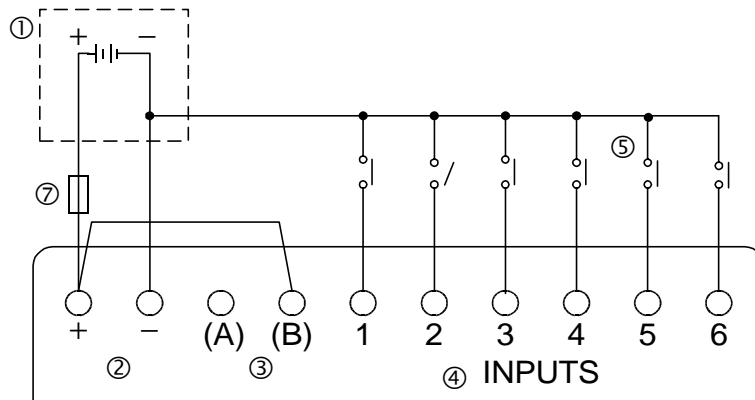 ① + −
⑤
⑦
+ − (A) (B) 1 2 3 4 5 6
② ③ ④ INPUTS